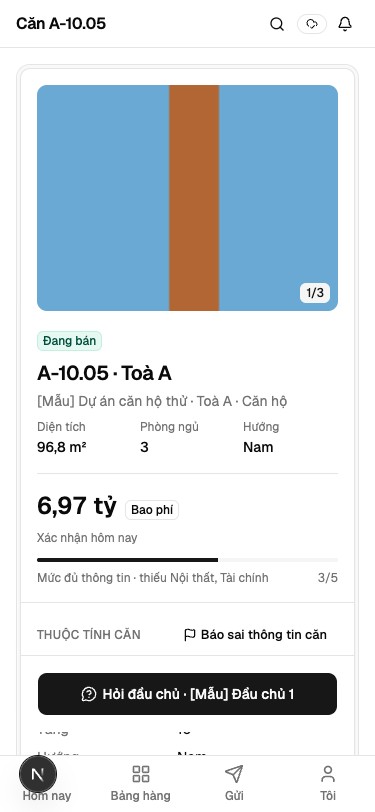 Căn A-10.05
1/3
Đang bán
A-10.05 · Toà A
[Mẫu] Dự án căn hộ thử · Toà A · Căn hộ
Diện tích Phòng ngủ Hướng
96,8 m² 3 Nam
6,97 tỷ Bao phí
Xác nhận hôm nay
Mức đủ thông tin · thiếu Nội thất, Tài chính 3/5
THUỘC TÍNH CĂN Báo sai thông tin căn
Hỏi đầu chủ · [Mẫu] Đầu chủ 1
N
Hôm nay Bảng hàng Gửi Tôi